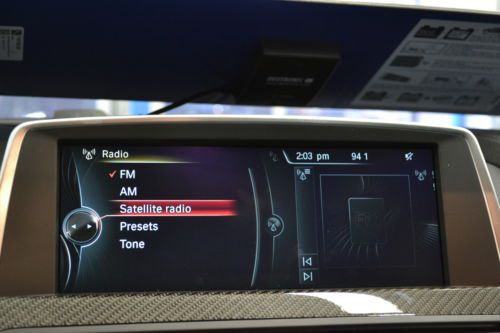 Radio
2:03 pm 94 1
FM
AM
Satellite radio
Presets
Tone